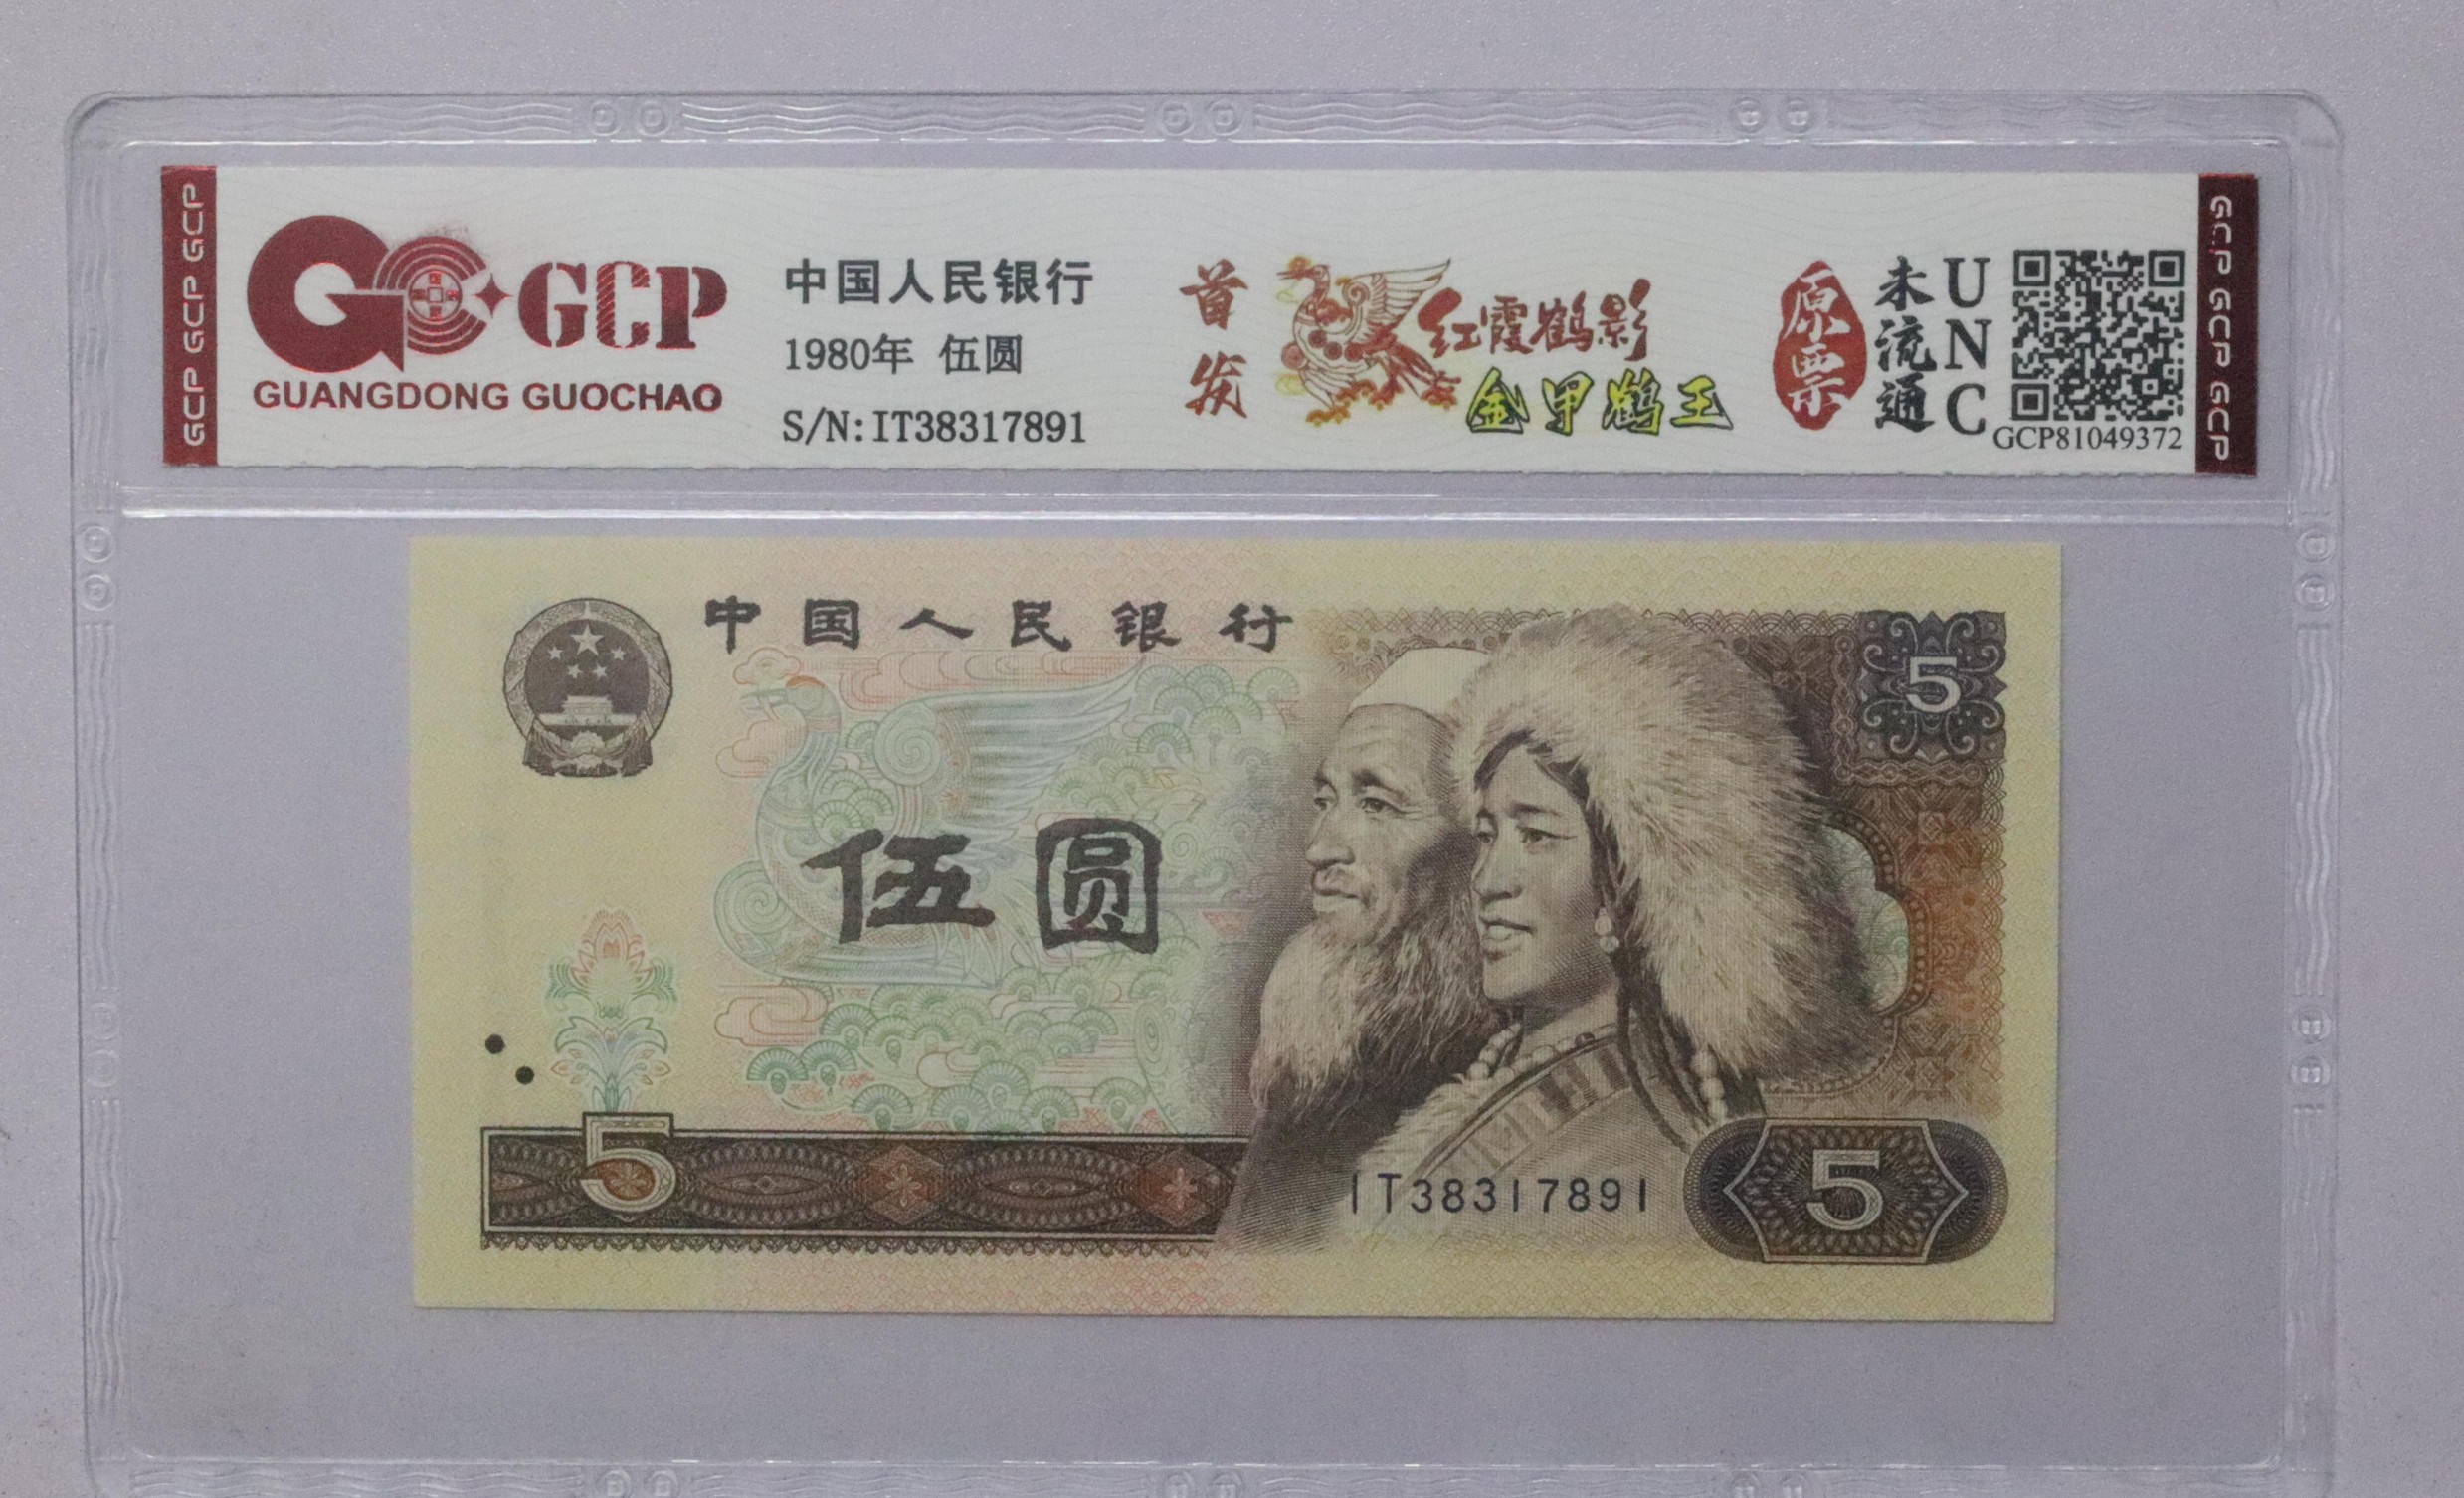 GCP GCP GCP
GCP
GUANGDONG GUOCHAO
中国人民银行
1980年 伍圆
S/N:IT38317891
首发
红霞鹤影
金甲鹤王
原票
未流通
UNC
GCP81049372
GCP GCP GCP
中国人民银行
5
伍圆
5
IT38317891
5